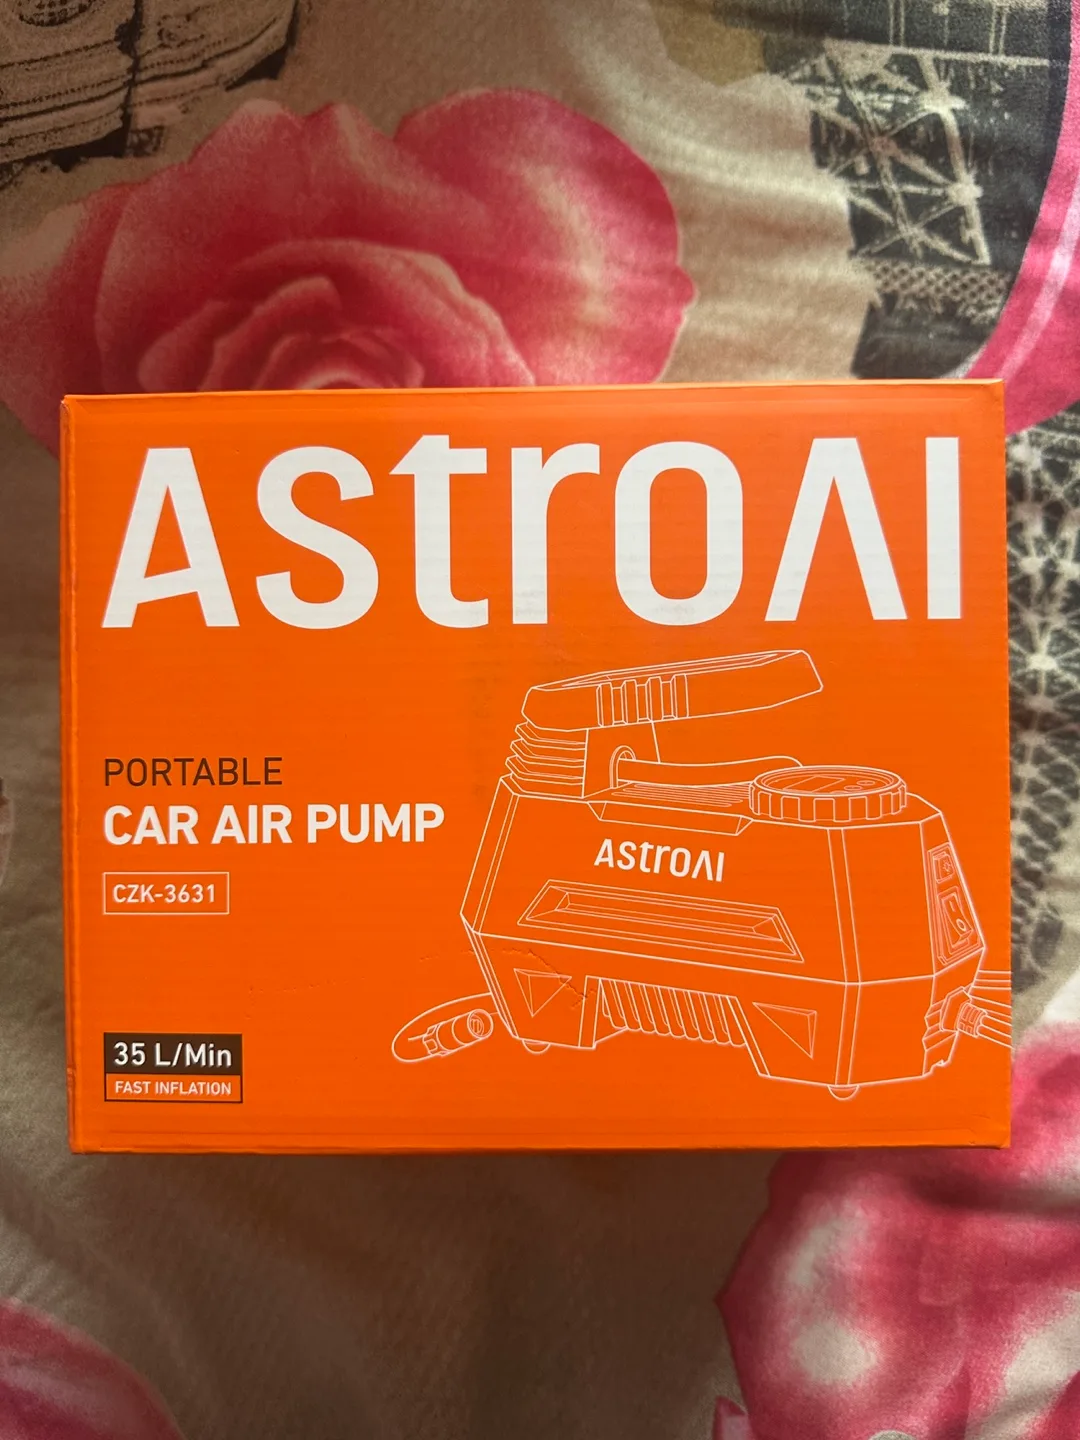 AstroAI
PORTABLE
CAR AIR PUMP
CZK-3631
AstroAI
35 L/Min
FAST INFLATION